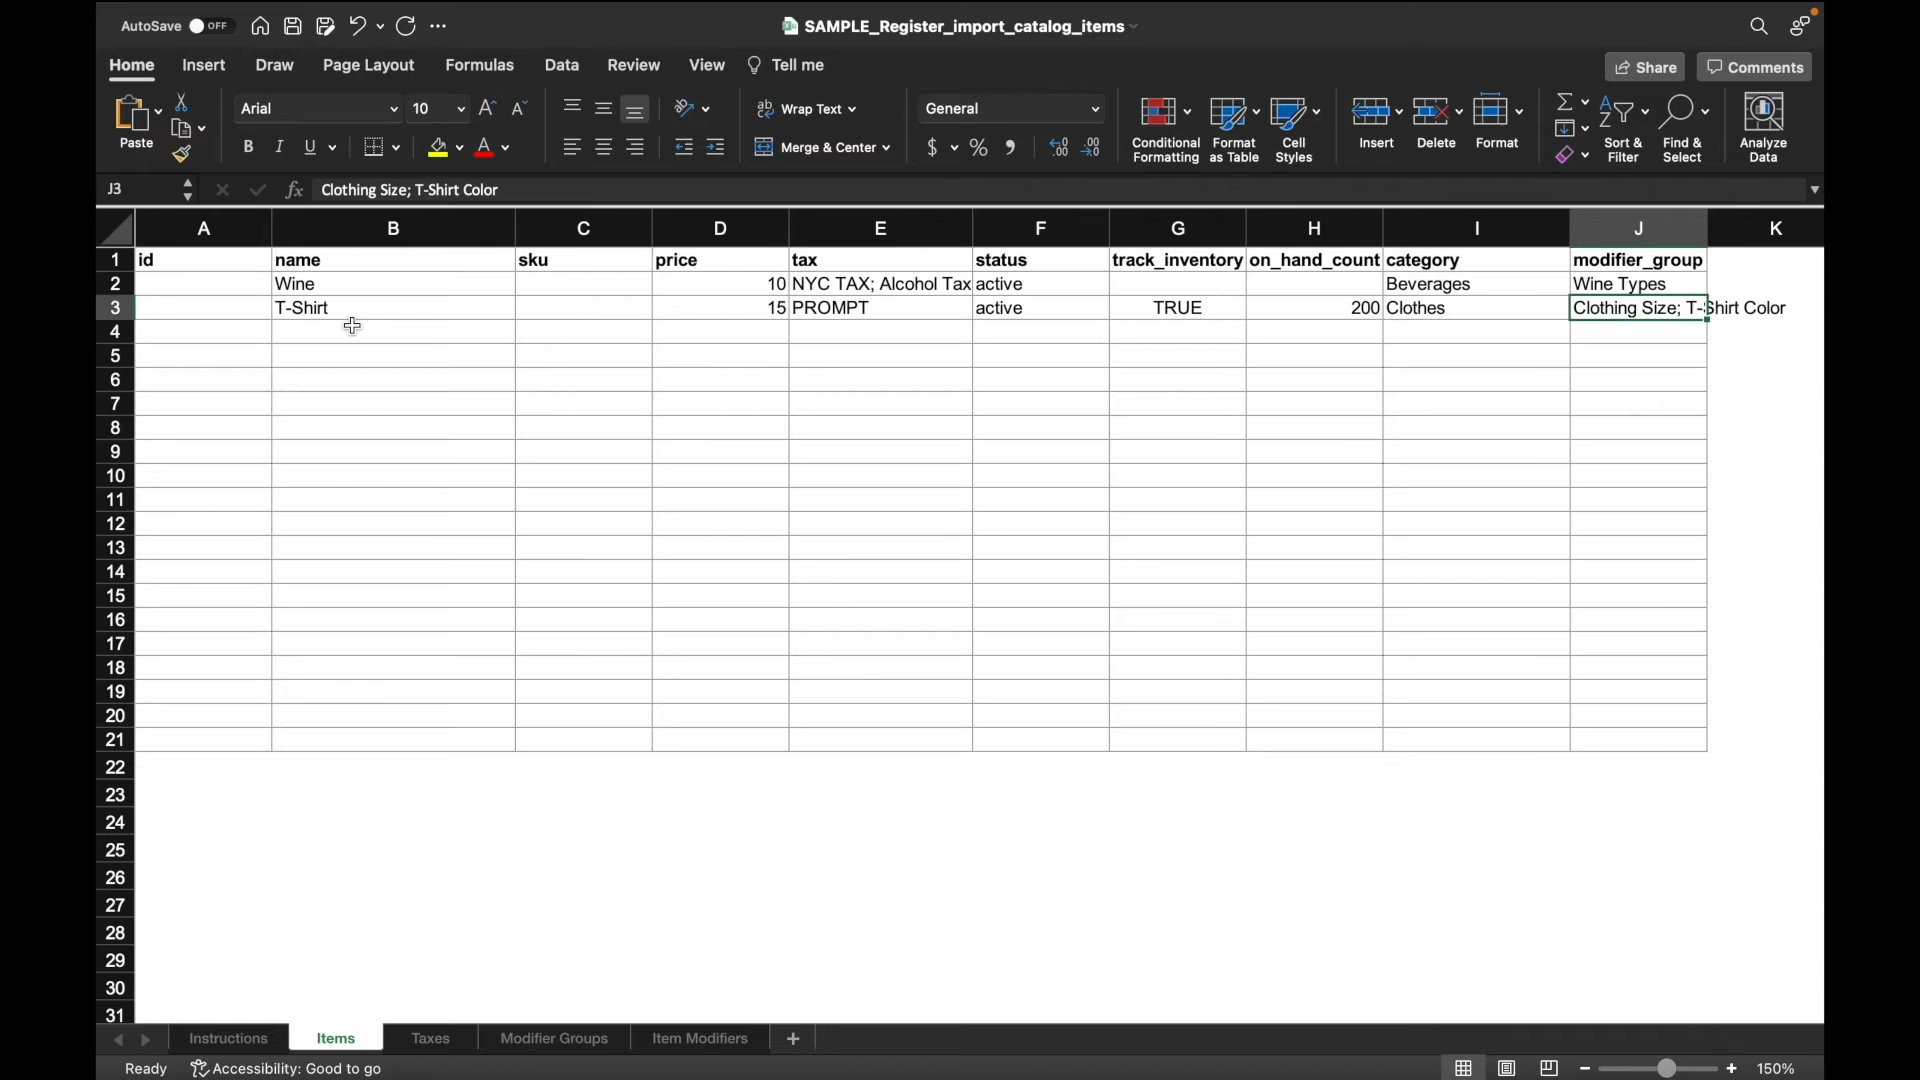 AutoSave OFF SAMPLE_Register_import_catalog_items
Home Insert Draw Page Layout Formulas Data Review View Tell me Share Comments
Paste Arial 10 B I U A Wrap Text Merge & Center General $ % Conditional Formatting Format as Table Cell Styles Insert Delete Format Sort & Filter Find & Select Analyze Data
J3 fx Clothing Size; T-Shirt Color
A B C D E F G H I J K
1 id name sku price tax status track_inventory on_hand_count category modifier_group
2 Wine 10 NYC TAX; Alcohol Tax active Beverages Wine Types
3 T-Shirt 15 PROMPT active TRUE 200 Clothes Clothing Size; T-Shirt Color
4
5
6
7
8
9
10
11
12
13
14
15
16
17
18
19
20
21
22
23
24
25
26
27
28
29
30
31
Instructions Items Taxes Modifier Groups Item Modifiers +
Ready Accessibility: Good to go 150%